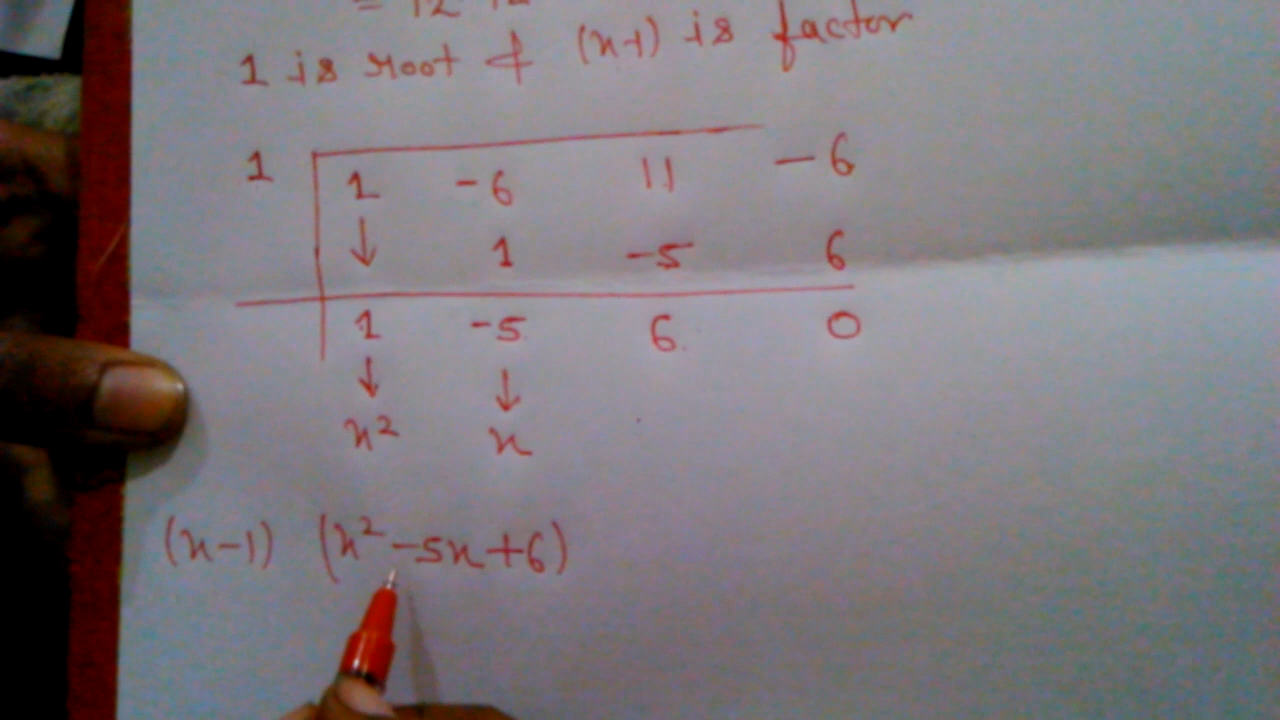 1 is root & (x-1) is factor
1 1 -6 11 -6
↓ 1 -5 6
1 -5 6 0
↓ ↓
x² x
(x-1) (x²-5x+6)